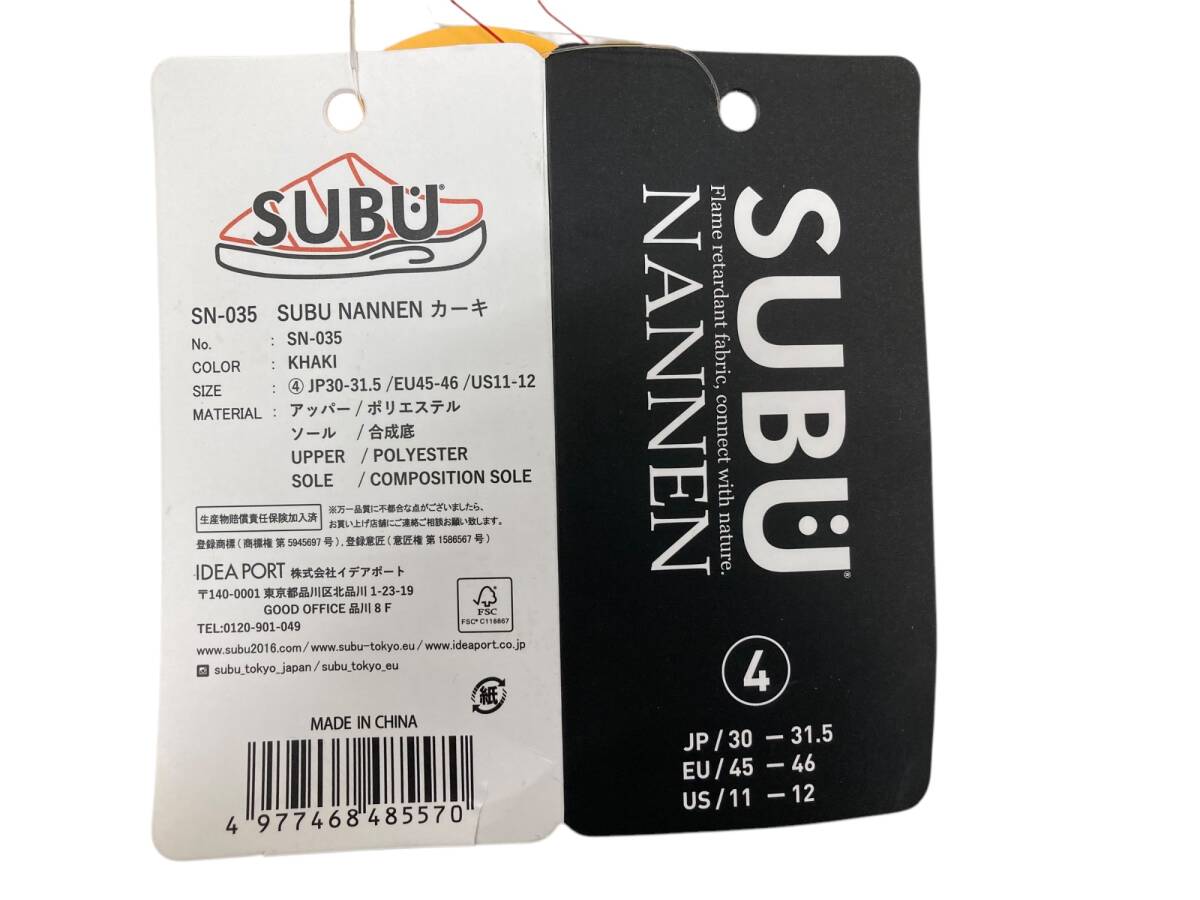 SUBU®
SN-035 SUBU NANNEN カーキ
No. : SN-035
COLOR : KHAKI
SIZE : ④ JP30-31.5 /EU45-46 /US11-12
MATERIAL : アッパー / ポリエステル
ソール / 合成底
UPPER / POLYESTER
SOLE / COMPOSITION SOLE
生産物賠償責任保険加入済
※万一品質に不都合な点がございましたら、
お買い上げ店舗にご連絡ご相談お願い致します。
登録商標 ( 商標権 第 5945697 号 ) , 登録意匠 ( 意匠権 第 1586567 号 )
IDEA PORT 株式会社イデアポート
〒140-0001 東京都品川区北品川 1-23-19
GOOD OFFICE 品川 8 F
TEL:0120-901-049
www.subu2016.com / www.subu-tokyo.eu / www.ideaport.co.jp
subu_tokyo_japan / subu_tokyo_eu
FSC
FSC® C118867
紙
MADE IN CHINA
4 977468 485570
SUBU®
Flame retardant fabric, connect with nature.
NANNEN
4
JP / 30 − 31.5
EU / 45 − 46
US / 11 − 12